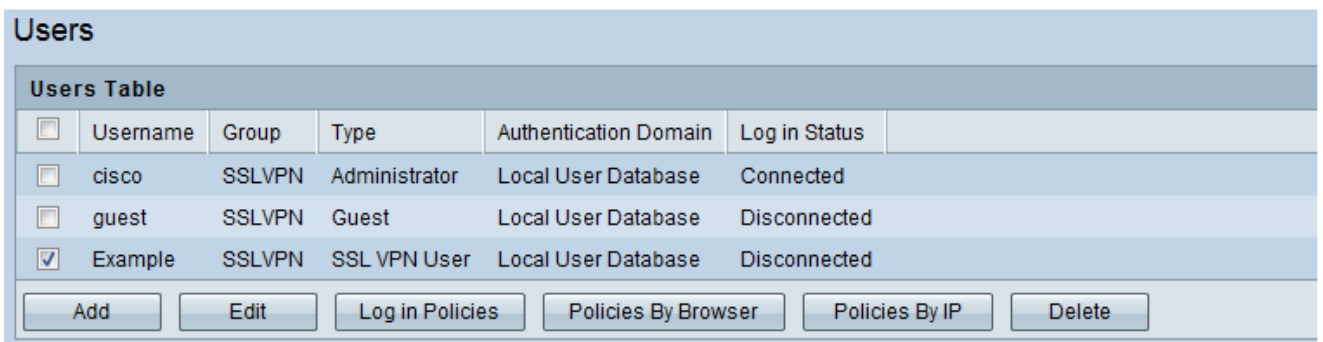 Users
Users Table
Username Group Type Authentication Domain Log in Status
cisco SSLVPN Administrator Local User Database Connected
guest SSLVPN Guest Local User Database Disconnected
Example SSLVPN SSL VPN User Local User Database Disconnected
Add Edit Log in Policies Policies By Browser Policies By IP Delete